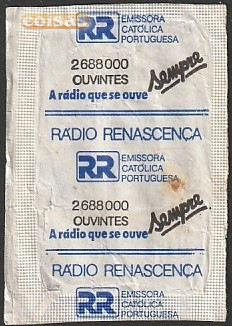 coisas
RR EMISSORA
CATÓLICA
PORTUGUESA
2688000
OUVINTES
A rádio que se ouve sempre
RÁDIO RENASCENÇA
RR EMISSORA
CATÓLICA
PORTUGUESA
2688000
OUVINTES
A rádio que se ouve sempre
RÁDIO RENASCENÇA
RR EMISSORA
CATÓLICA
PORTUGUESA